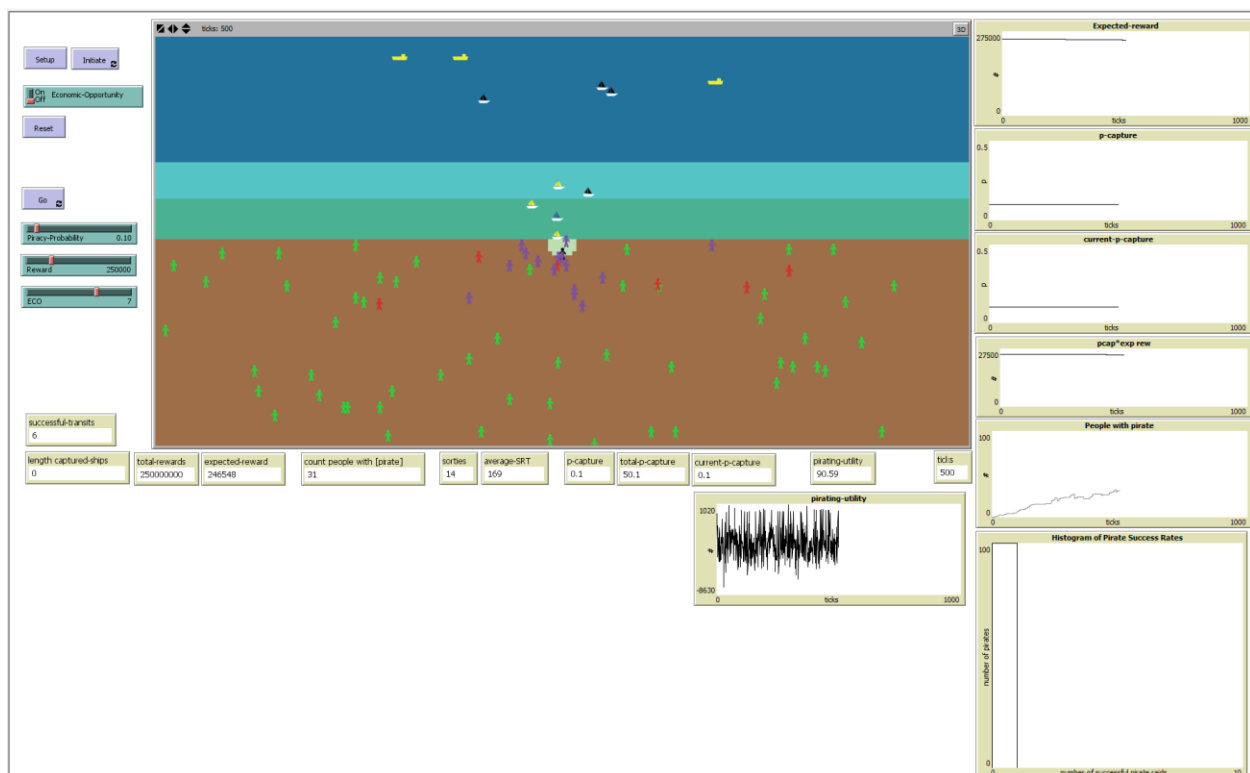 ticks: 500
3D
Setup
Initiate
On
Off
Economic-Opportunity
Reset
Go
Piracy-Probability 0.10
Reward 250000
ECO 7
successful-transits
6
length captured-ships
0
total-rewards
250000000
expected-reward
246548
count people with [pirate]
31
sorties
14
average-SRT
169
p-capture
0.1
total-p-capture
50.1
current-p-capture
0.1
pirating-utility
90.59
ticks
500
pirating-utility
1020
#
-8630
0
ticks
1000
Expected-reward
275000
#
0
0
ticks
1000
p-capture
0.5
p
0
0
ticks
1000
current-p-capture
0.5
p
0
0
ticks
1000
pcap*exp rew
27500
#
0
0
ticks
1000
People with pirate
100
#
0
0
ticks
1000
Histogram of Pirate Success Rates
100
number of pirates
0
0
number of successful pirate raids
10